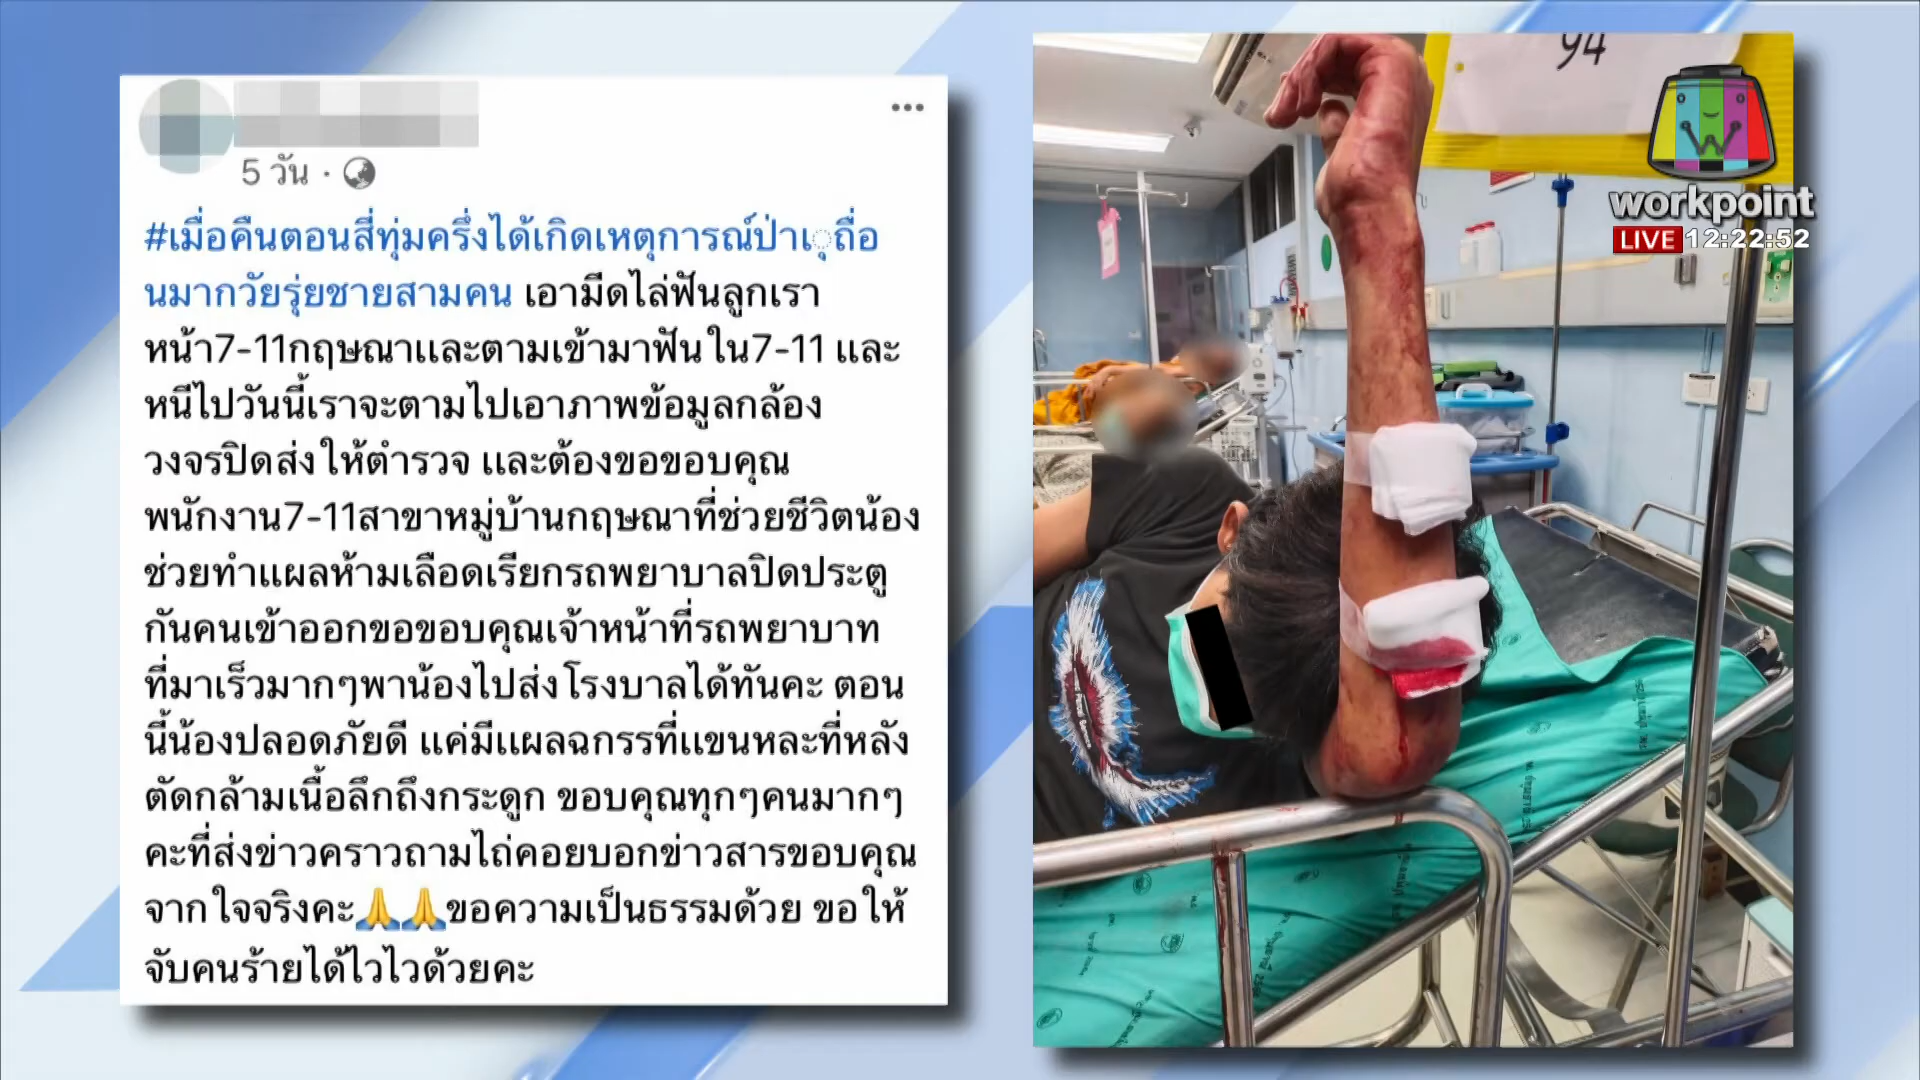 5 วัน ·
#เมื่อคืนตอนสี่ทุ่มครึ่งได้เกิดเหตุการณ์ป่าเุถื่อ
นมากวัยรุ่ยชายสามคน เอามีดไล่ฟันลูกเรา
หน้า7-11กฤษณาและตามเข้ามาฟันใน7-11 และ
หนีไปวันนี้เราจะตามไปเอาภาพข้อมูลกล้อง
วงจรปิดส่งให้ตำรวจ และต้องขอขอบคุณ
พนักงาน7-11สาขาหมู่บ้านกฤษณาที่ช่วยชีวิตน้อง
ช่วยทำแผลห้ามเลือดเรียกรถพยาบาลปิดประตู
กันคนเข้าออกขอขอบคุณเจ้าหน้าที่รถพยาบาท
ที่มาเร็วมากๆพาน้องไปส่งโรงบาลได้ทันคะ ตอน
นี้น้องปลอดภัยดี แค่มีแผลฉกรรที่แขนหละที่หลัง
ตัดกล้ามเนื้อลึกถึงกระดูก ขอบคุณทุกๆคนมากๆ
คะที่ส่งข่าวคราวถามไถ่คอยบอกข่าวสารขอบคุณ
จากใจจริงคะ🙏🙏ขอความเป็นธรรมด้วย ขอให้
จับคนร้ายได้ไวไวด้วยคะ
94
workpoint
LIVE 12:22:52